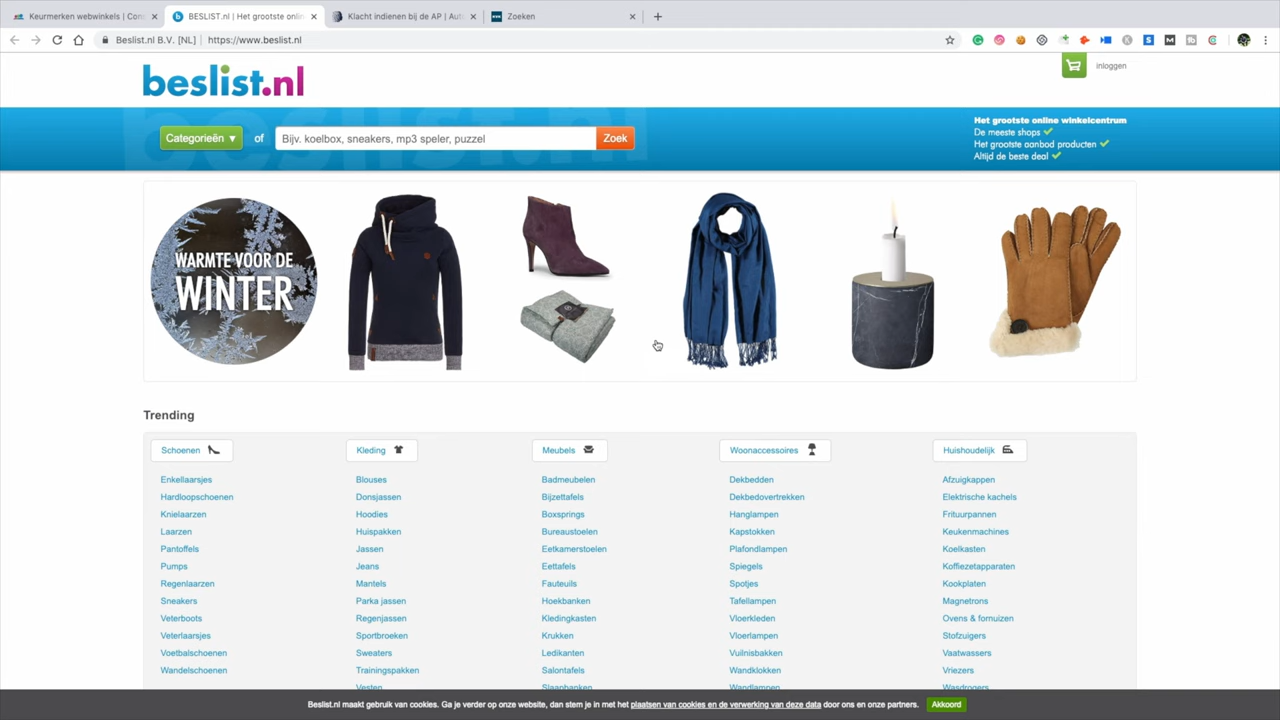 Keurmerken webwinkels | Cons
BESLIST.nl | Het grootste onlin
Klacht indienen bij de AP | Auto
Zoeken
Beslist.nl B.V. [NL] | https://www.beslist.nl
beslist.nl
inloggen
Categorieën ▼ of Bijv. koelbox, sneakers, mp3 speler, puzzel Zoek
Het grootste online winkelcentrum
De meeste shops
Het grootste aanbod producten
Altijd de beste deal
WARMTE VOOR DE
WINTER
Trending
Schoenen
Enkellaarsjes
Hardloopschoenen
Knielaarzen
Laarzen
Pantoffels
Pumps
Regenlaarzen
Sneakers
Veterboots
Veterlaarsjes
Voetbalschoenen
Wandelschoenen
Kleding
Blouses
Donsjassen
Hoodies
Huispakken
Jassen
Jeans
Mantels
Parka jassen
Regenjassen
Sportbroeken
Sweaters
Trainingspakken
Vesten
Meubels
Badmeubelen
Bijzettafels
Boxsprings
Bureaustoelen
Eetkamerstoelen
Eettafels
Fauteuils
Hoekbanken
Kledingkasten
Krukken
Ledikanten
Salontafels
Slaapbanken
Woonaccessoires
Dekbedden
Dekbedovertrekken
Hanglampen
Kapstokken
Plafondlampen
Spiegels
Spotjes
Tafellampen
Vloerkleden
Vloerlampen
Vuilnisbakken
Wandklokken
Wandlampen
Huishoudelijk
Afzuigkappen
Elektrische kachels
Frituurpannen
Keukenmachines
Koelkasten
Koffiezetapparaten
Kookplaten
Magnetrons
Ovens & fornuizen
Stofzuigers
Vaatwassers
Vriezers
Wasdrogers
Beslist.nl maakt gebruik van cookies. Ga je verder op onze website, dan stem je in met het plaatsen van cookies en de verwerking van deze data door ons en onze partners. Akkoord